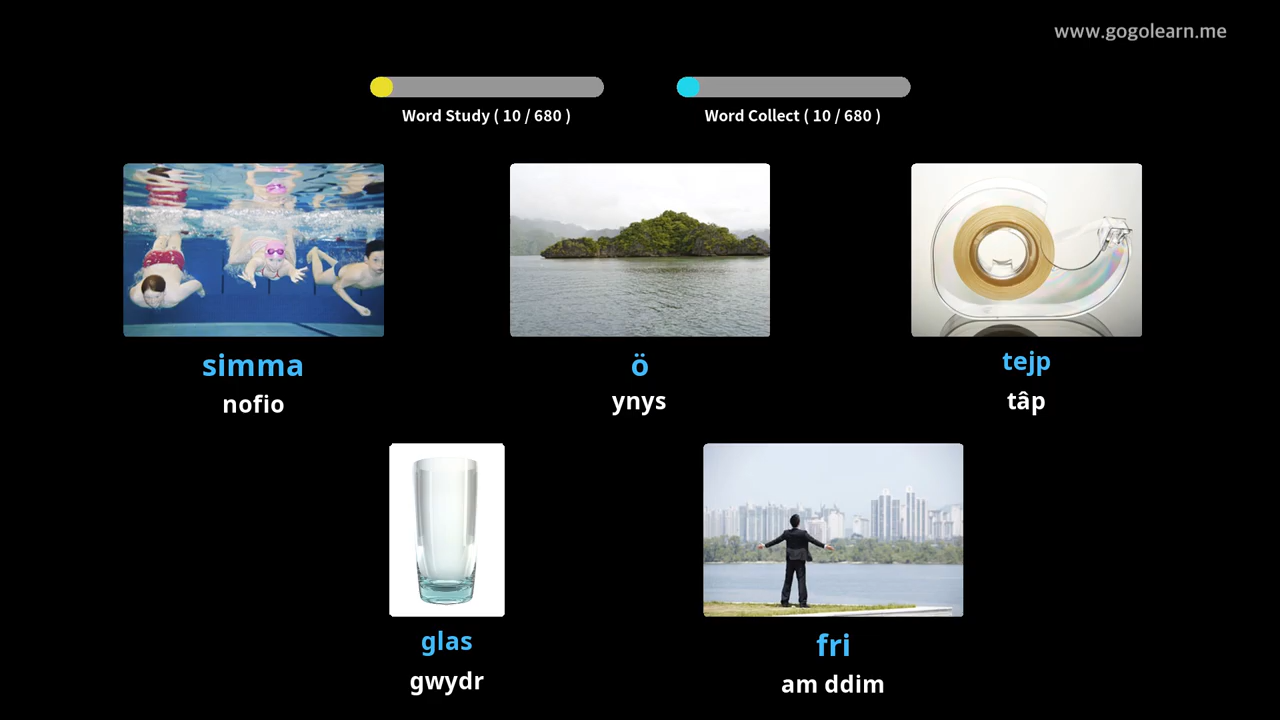 www.gogolearn.me
Word Study ( 10 / 680 )
Word Collect ( 10 / 680 )
simma
nofio
ö
ynys
tejp
tâp
glas
gwydr
fri
am ddim